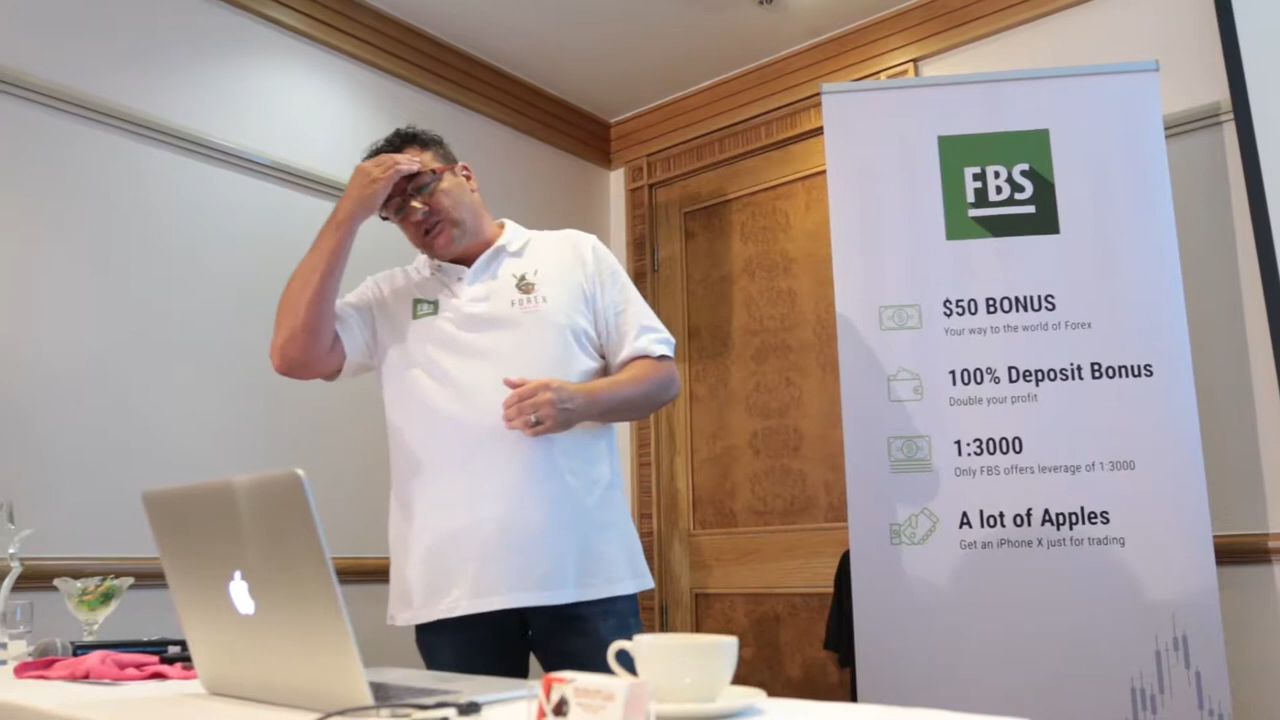 FBS
$50 BONUS
Your way to the world of Forex
100% Deposit Bonus
Double your profit
1:3000
Only FBS offers leverage of 1:3000
A lot of Apples
Get an iPhone X just for trading
FBS
FOREX